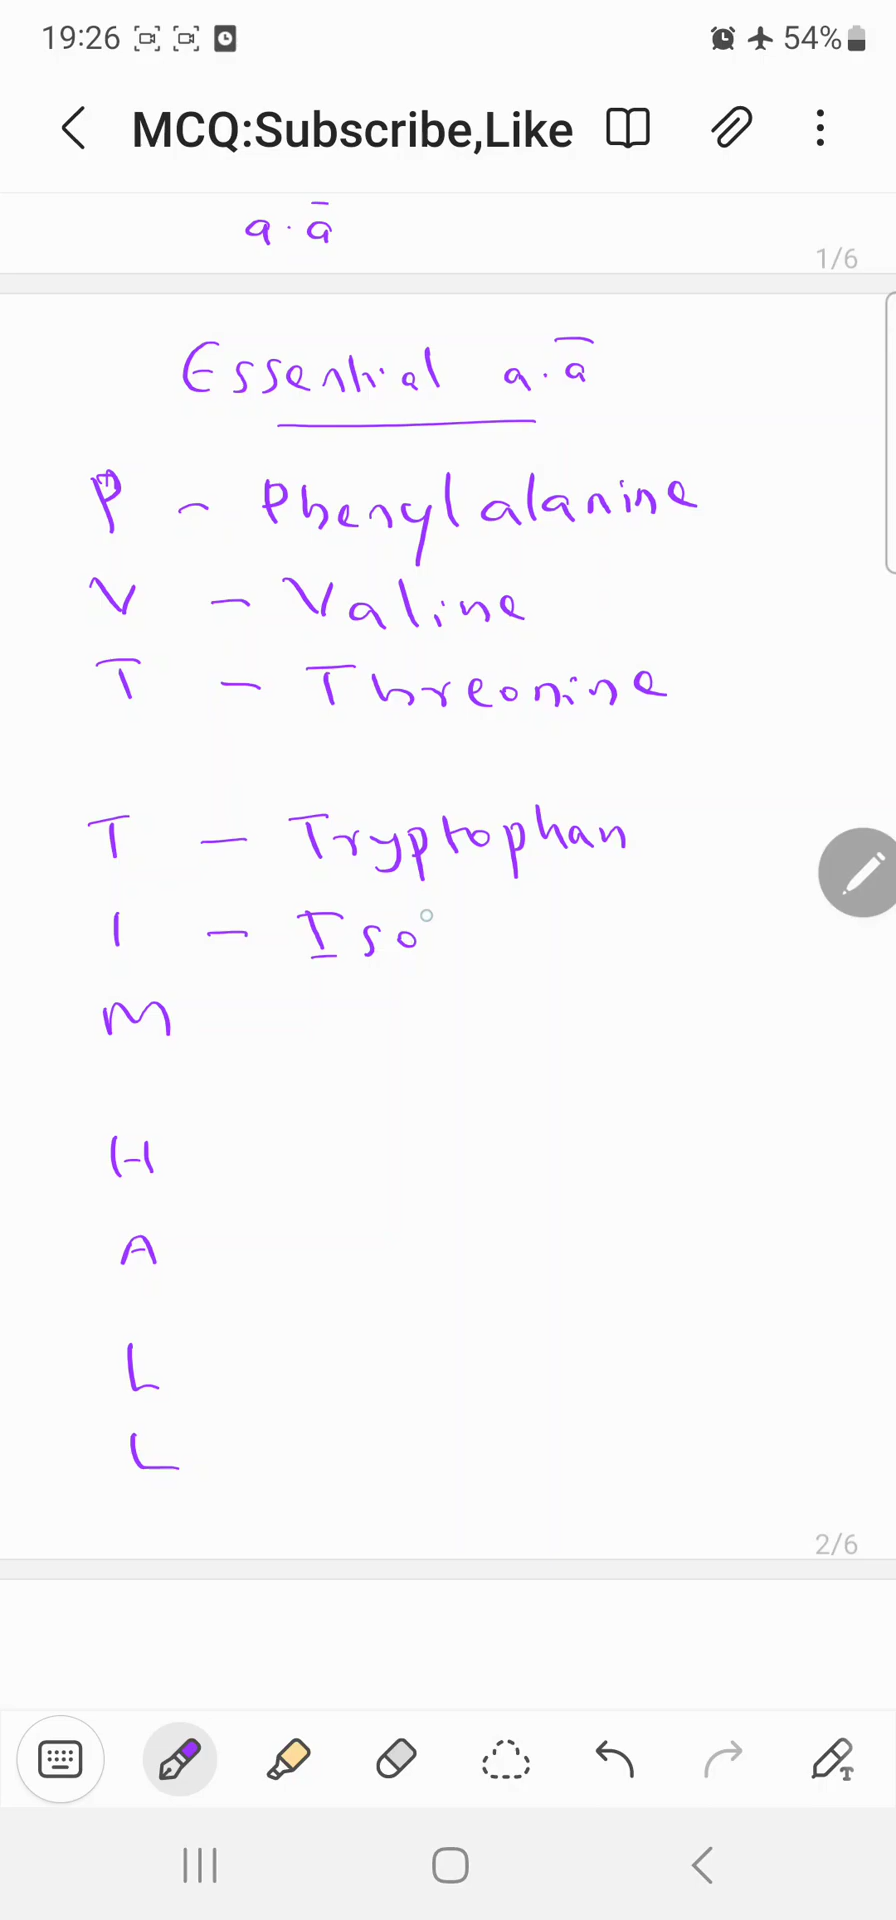 19:26 54%
MCQ:Subscribe,Like
a.ā
1/6
Essential a.ā
P - Phenylalanine
V - Valine
T - Threonine
T - Tryptophan
I - Iso
M
H
A
L
L
2/6
T